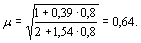 μ = √((1 + 0,39 · 0,8)/(2 + 1,54 · 0,8)) = 0,64.